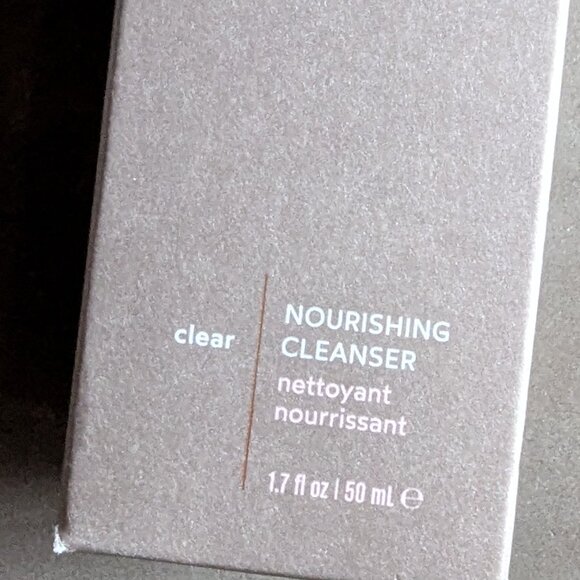 clear
NOURISHING
CLEANSER
nettoyant
nourrissant
1.7 fl oz | 50 mL ℮